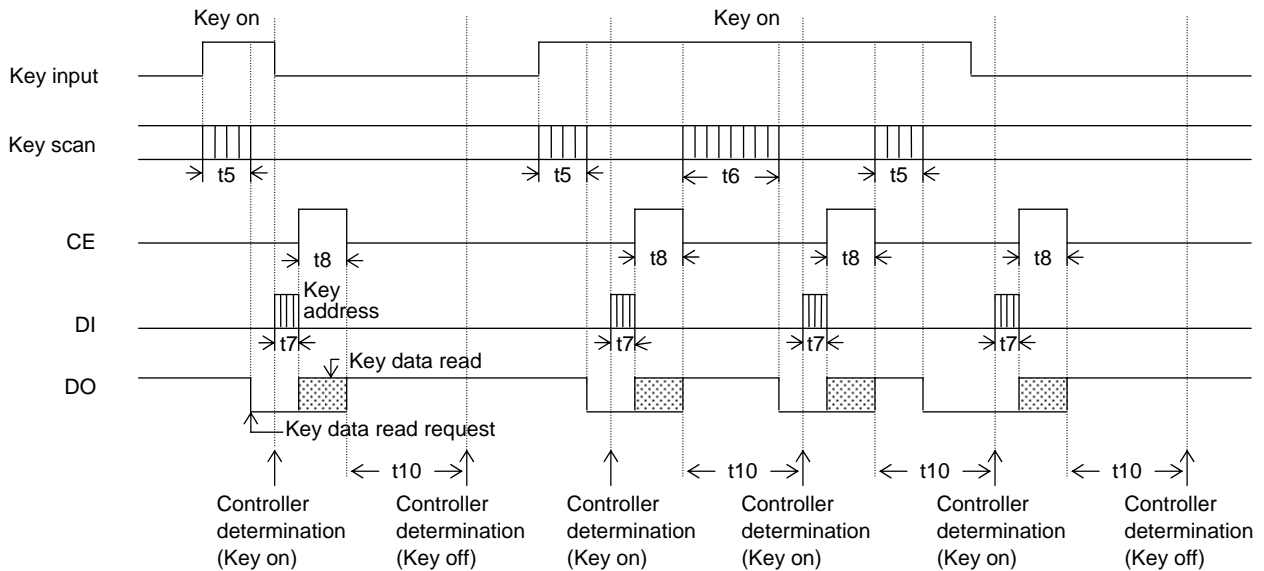 Key on
Key on
Key input
Key scan
t5
t5
t6
t5
CE
t8
t8
t8
t8
Key
address
DI
t7
t7
t7
t7
Key data read
DO
Key data read request
t10
t10
t10
t10
Controller
determination
(Key on)
Controller
determination
(Key off)
Controller
determination
(Key on)
Controller
determination
(Key on)
Controller
determination
(Key on)
Controller
determination
(Key off)